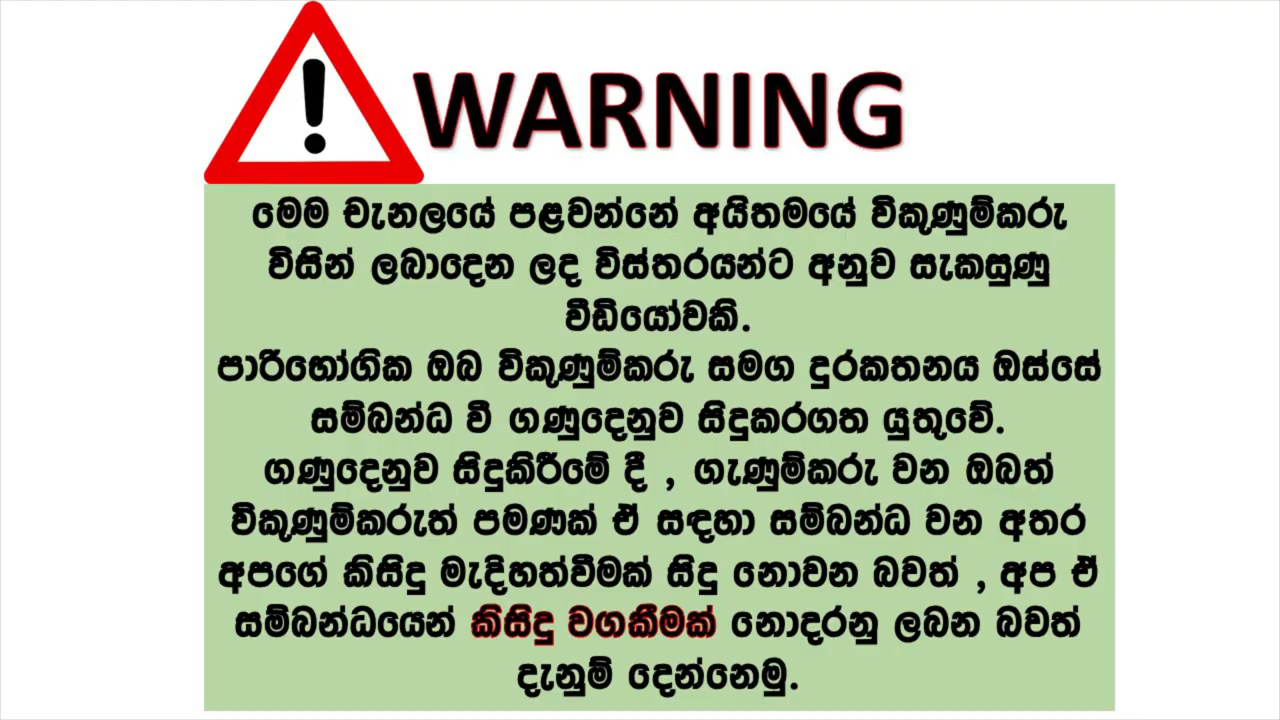 WARNING
මෙම චැනලයේ පළවන්නේ අයිතමයේ විකුණුම්කරු
විසින් ලබාදෙන ලද විස්තරයන්ට අනුව සැකසුණු
වීඩියෝවකි.
පාරිභෝගික ඔබ විකුණුම්කරු සමග දුරකතනය ඔස්සේ
සම්බන්ධ වී ගණුදෙනුව සිදුකරගත යුතුවේ.
ගණුදෙනුව සිදුකිරීමේ දී , ගැණුම්කරු වන ඔබත්
විකුණුම්කරුත් පමණක් ඒ සඳහා සම්බන්ධ වන අතර
අපගේ කිසිදු මැදිහත්වීමක් සිදු නොවන බවත් , අප ඒ
සම්බන්ධයෙන් කිසිදු වගකීමක් නොදරනු ලබන බවත්
දැනුම් දෙන්නෙමු.